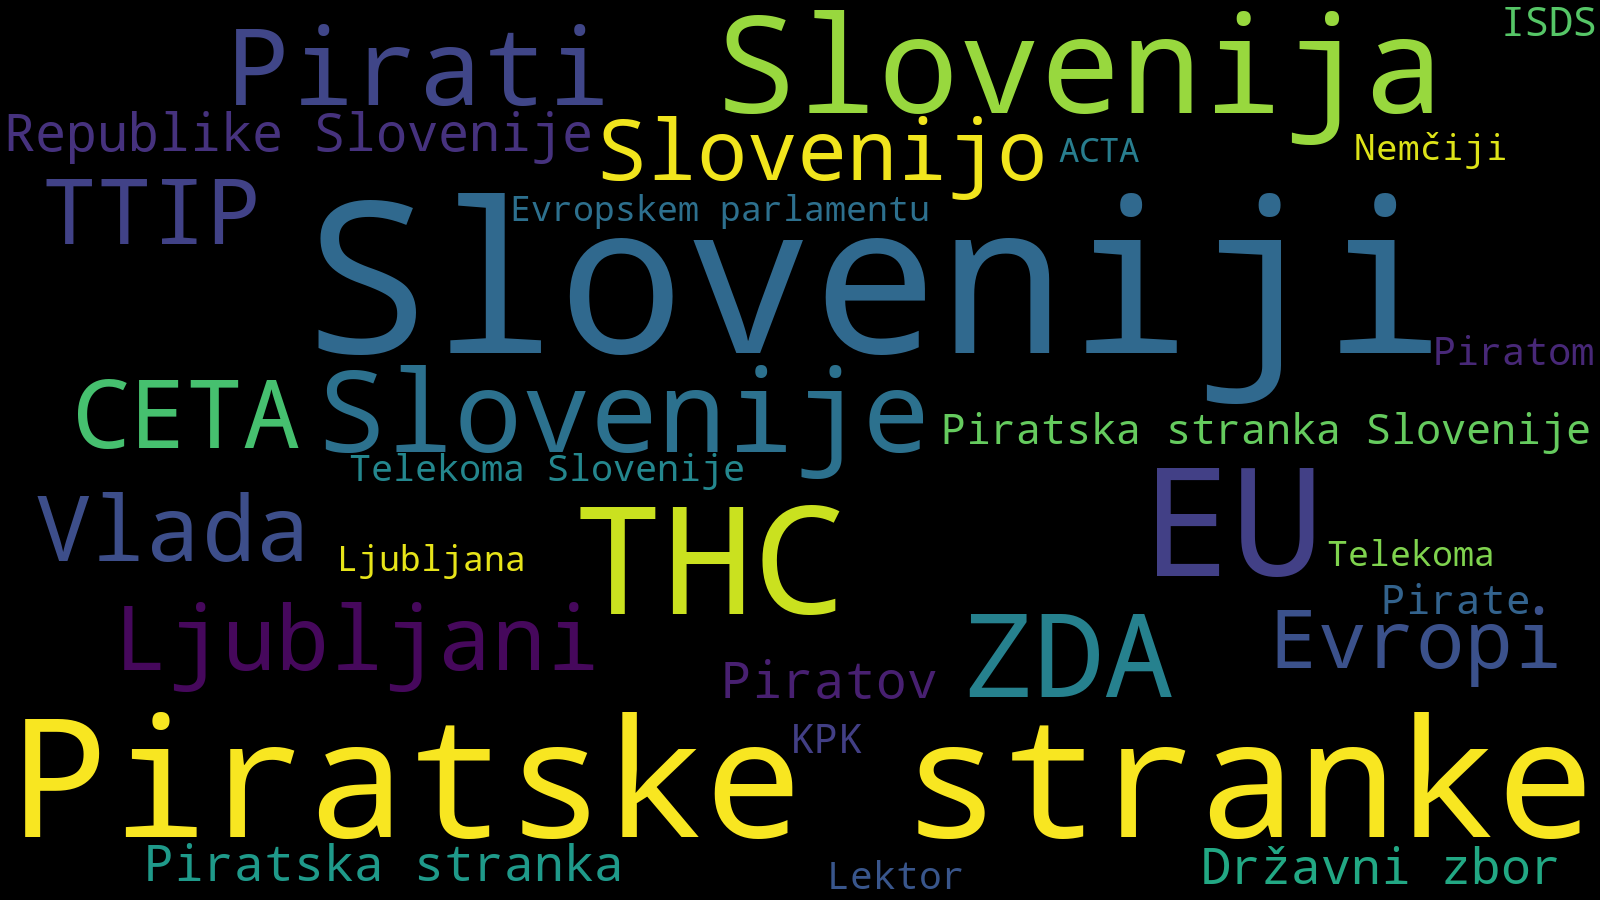 Pirati
Slovenija
ISDS
Republike Slovenije
Slovenijo
ACTA
Nemčiji
TTIP
Evropskem parlamentu
Sloveniji
Piratom
CETA
Slovenije
Piratska stranka Slovenije
Telekoma Slovenije
Vlada
THC
EU
Ljubljana
Telekoma
Pirate
Ljubljani
ZDA
Evropi
Piratov
KPK
Piratske stranke
Piratska stranka
Lektor
Državni zbor